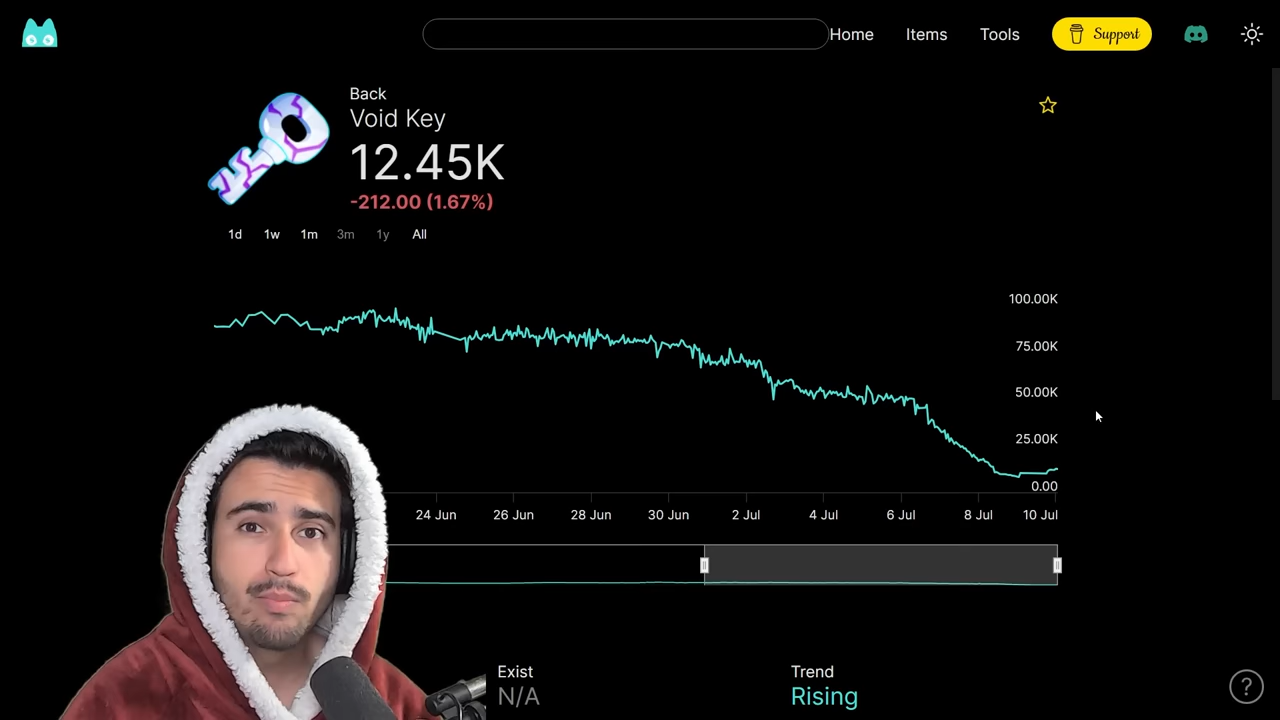 Home Items Tools Support
Back
Void Key
12.45K
-212.00 (1.67%)
1d 1w 1m 3m 1y All
100.00K
75.00K
50.00K
25.00K
0.00
24 Jun 26 Jun 28 Jun 30 Jun 2 Jul 4 Jul 6 Jul 8 Jul 10 Jul
Exist Trend
N/A Rising
?